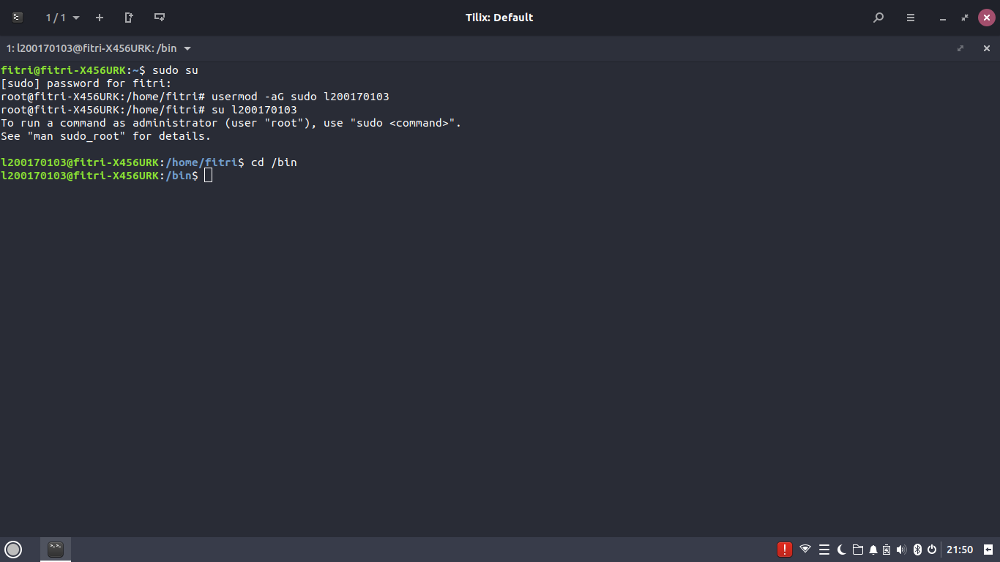 1 / 1
Tilix: Default
1: l200170103@fitri-X456URK: /bin
fitri@fitri-X456URK:~$ sudo su
[sudo] password for fitri:
root@fitri-X456URK:/home/fitri# usermod -aG sudo l200170103
root@fitri-X456URK:/home/fitri# su l200170103
To run a command as administrator (user "root"), use "sudo <command>".
See "man sudo_root" for details.

l200170103@fitri-X456URK:/home/fitri$ cd /bin
l200170103@fitri-X456URK:/bin$
21:50